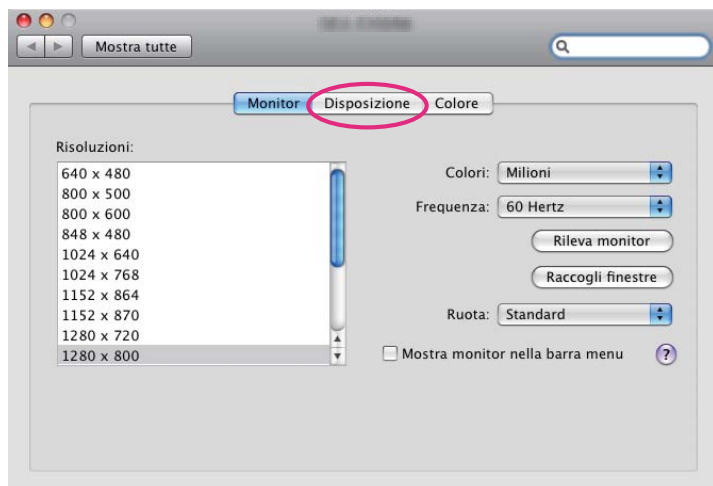 Mostra tutte
Monitor Disposizione Colore
Risoluzioni:
640 x 480
800 x 500
800 x 600
848 x 480
1024 x 640
1024 x 768
1152 x 864
1152 x 870
1280 x 720
1280 x 800
Colori: Milioni
Frequenza: 60 Hertz
Rileva monitor
Raccogli finestre
Ruota: Standard
Mostra monitor nella barra menu ?